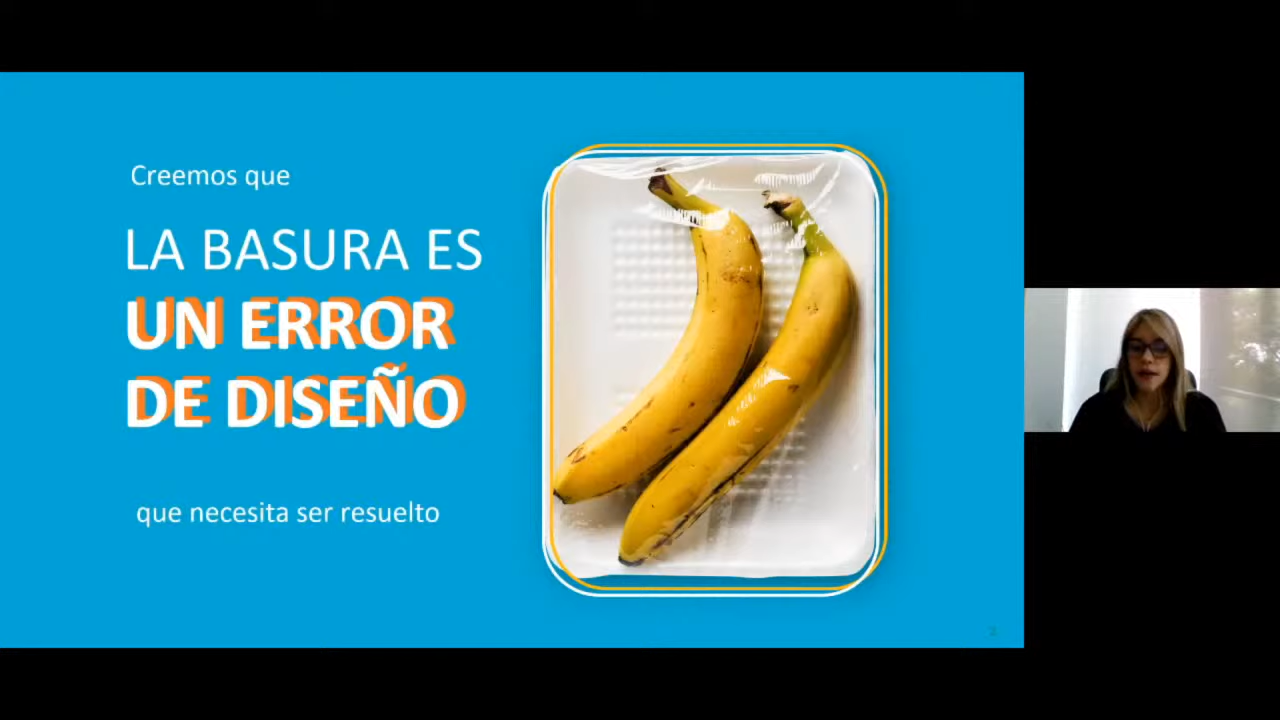 Creemos que
LA BASURA ES
UN ERROR
DE DISEÑO
que necesita ser resuelto